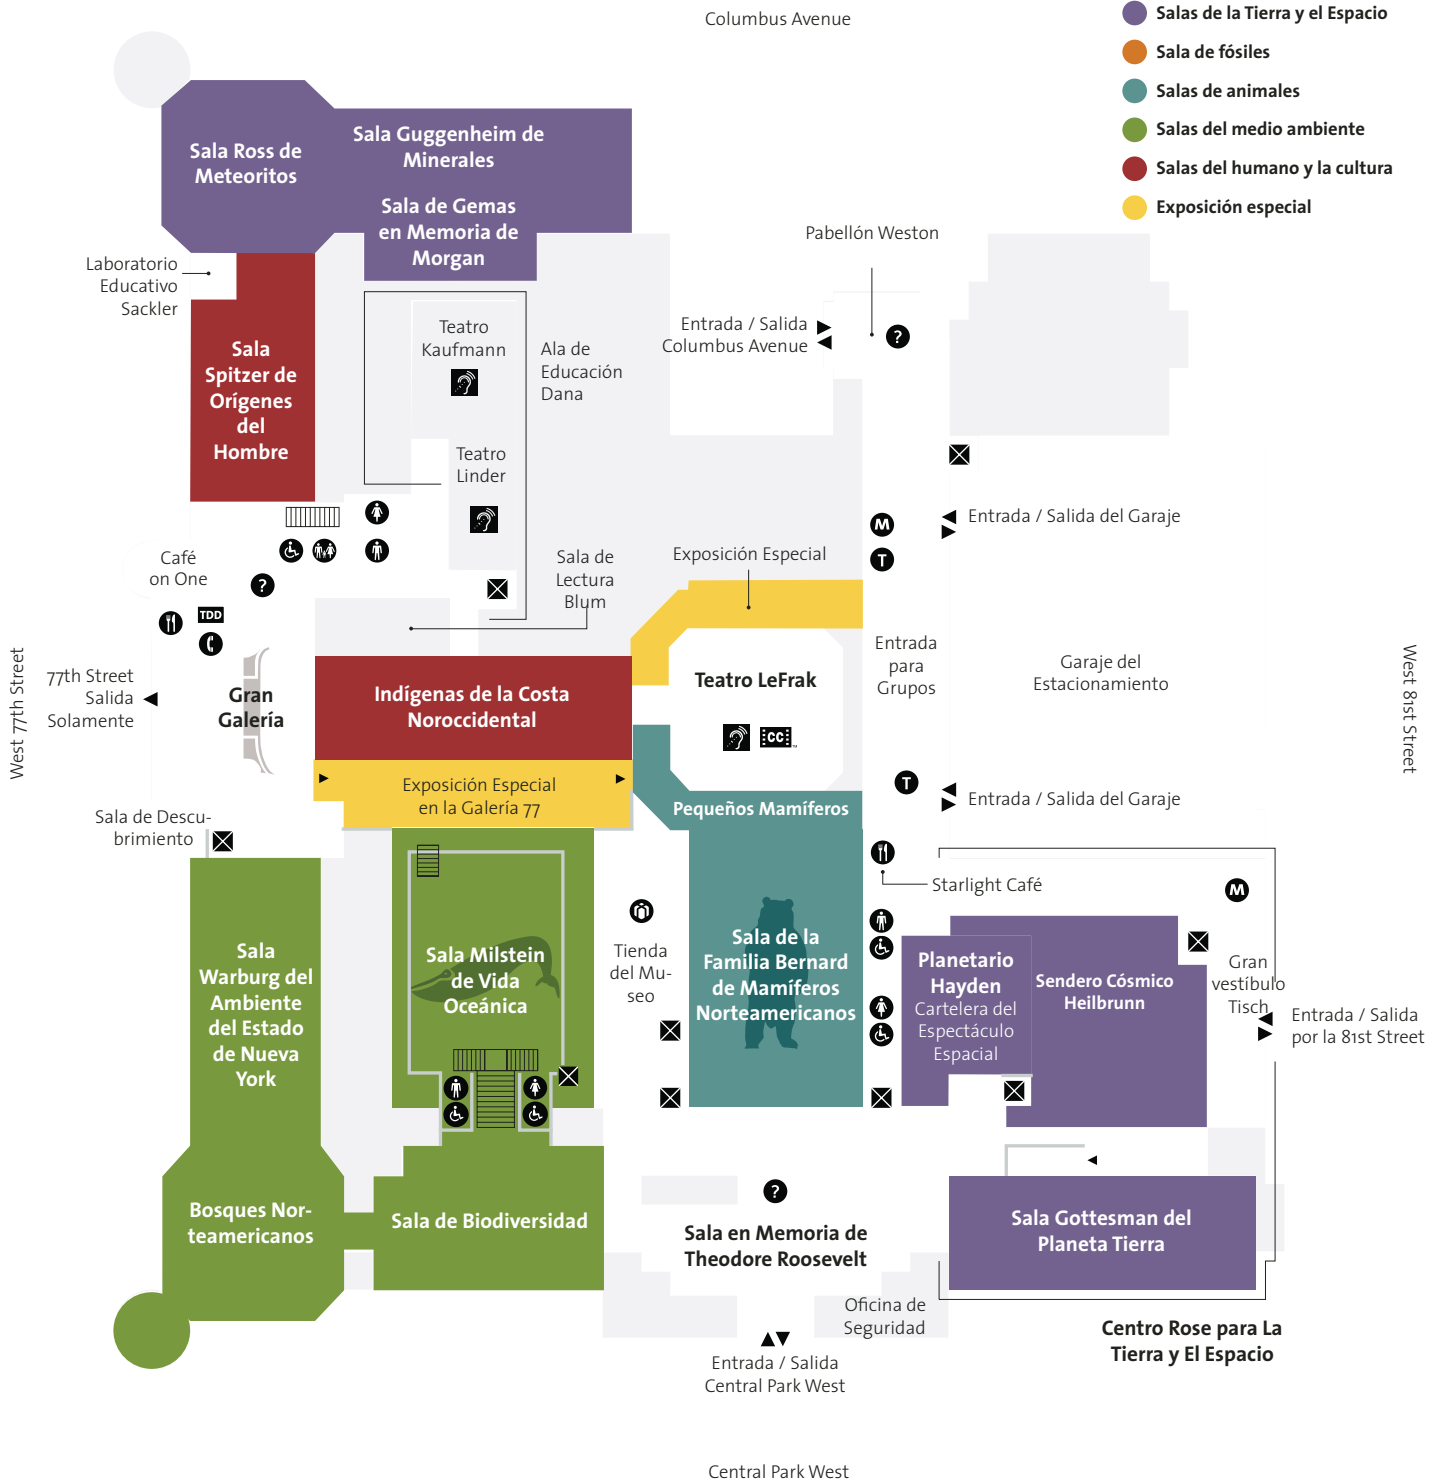 Columbus Avenue
Salas de la Tierra y el Espacio
Sala de fósiles
Salas de animales
Salas del medio ambiente
Salas del humano y la cultura
Exposición especial
Sala Ross de
Meteoritos
Sala Guggenheim de
Minerales
Sala de Gemas
en Memoria de
Morgan
Pabellón Weston
Laboratorio
Educativo
Sackler
Entrada / Salida
Columbus Avenue
?
Teatro
Kaufmann
Ala de
Educación
Dana
Sala
Spitzer de
Orígenes
del
Hombre
Teatro
Linder
M
T
Entrada / Salida del Garaje
Café
on One
?
TDD
Sala de
Lectura
Blum
Exposición Especial
Entrada
para
Grupos
Garaje del
Estacionamiento
West 77th Street
West 81st Street
77th Street
Salida
Solamente
Gran
Galería
Indígenas de la Costa
Noroccidental
Teatro LeFrak
CC
T
Entrada / Salida del Garaje
Exposición Especial
en la Galería 77
Pequeños Mamíferos
Sala de Descu-
brimiento
Starlight Café
M
Sala
Warburg del
Ambiente
del Estado
de Nueva
York
Sala Milstein
de Vida
Oceánica
Tienda
del Mu-
seo
Sala de la
Familia Bernard
de Mamíferos
Norteamericanos
Planetario
Hayden
Cartelera del
Espectáculo
Espacial
Sendero Cósmico
Heilbrunn
Gran
vestíbulo
Tisch
Entrada / Salida
por la 81st Street
Bosques Nor-
teamericanos
Sala de Biodiversidad
?
Sala en Memoria de
Theodore Roosevelt
Sala Gottesman del
Planeta Tierra
Oficina de
Seguridad
Centro Rose para La
Tierra y El Espacio
Entrada / Salida
Central Park West
Central Park West